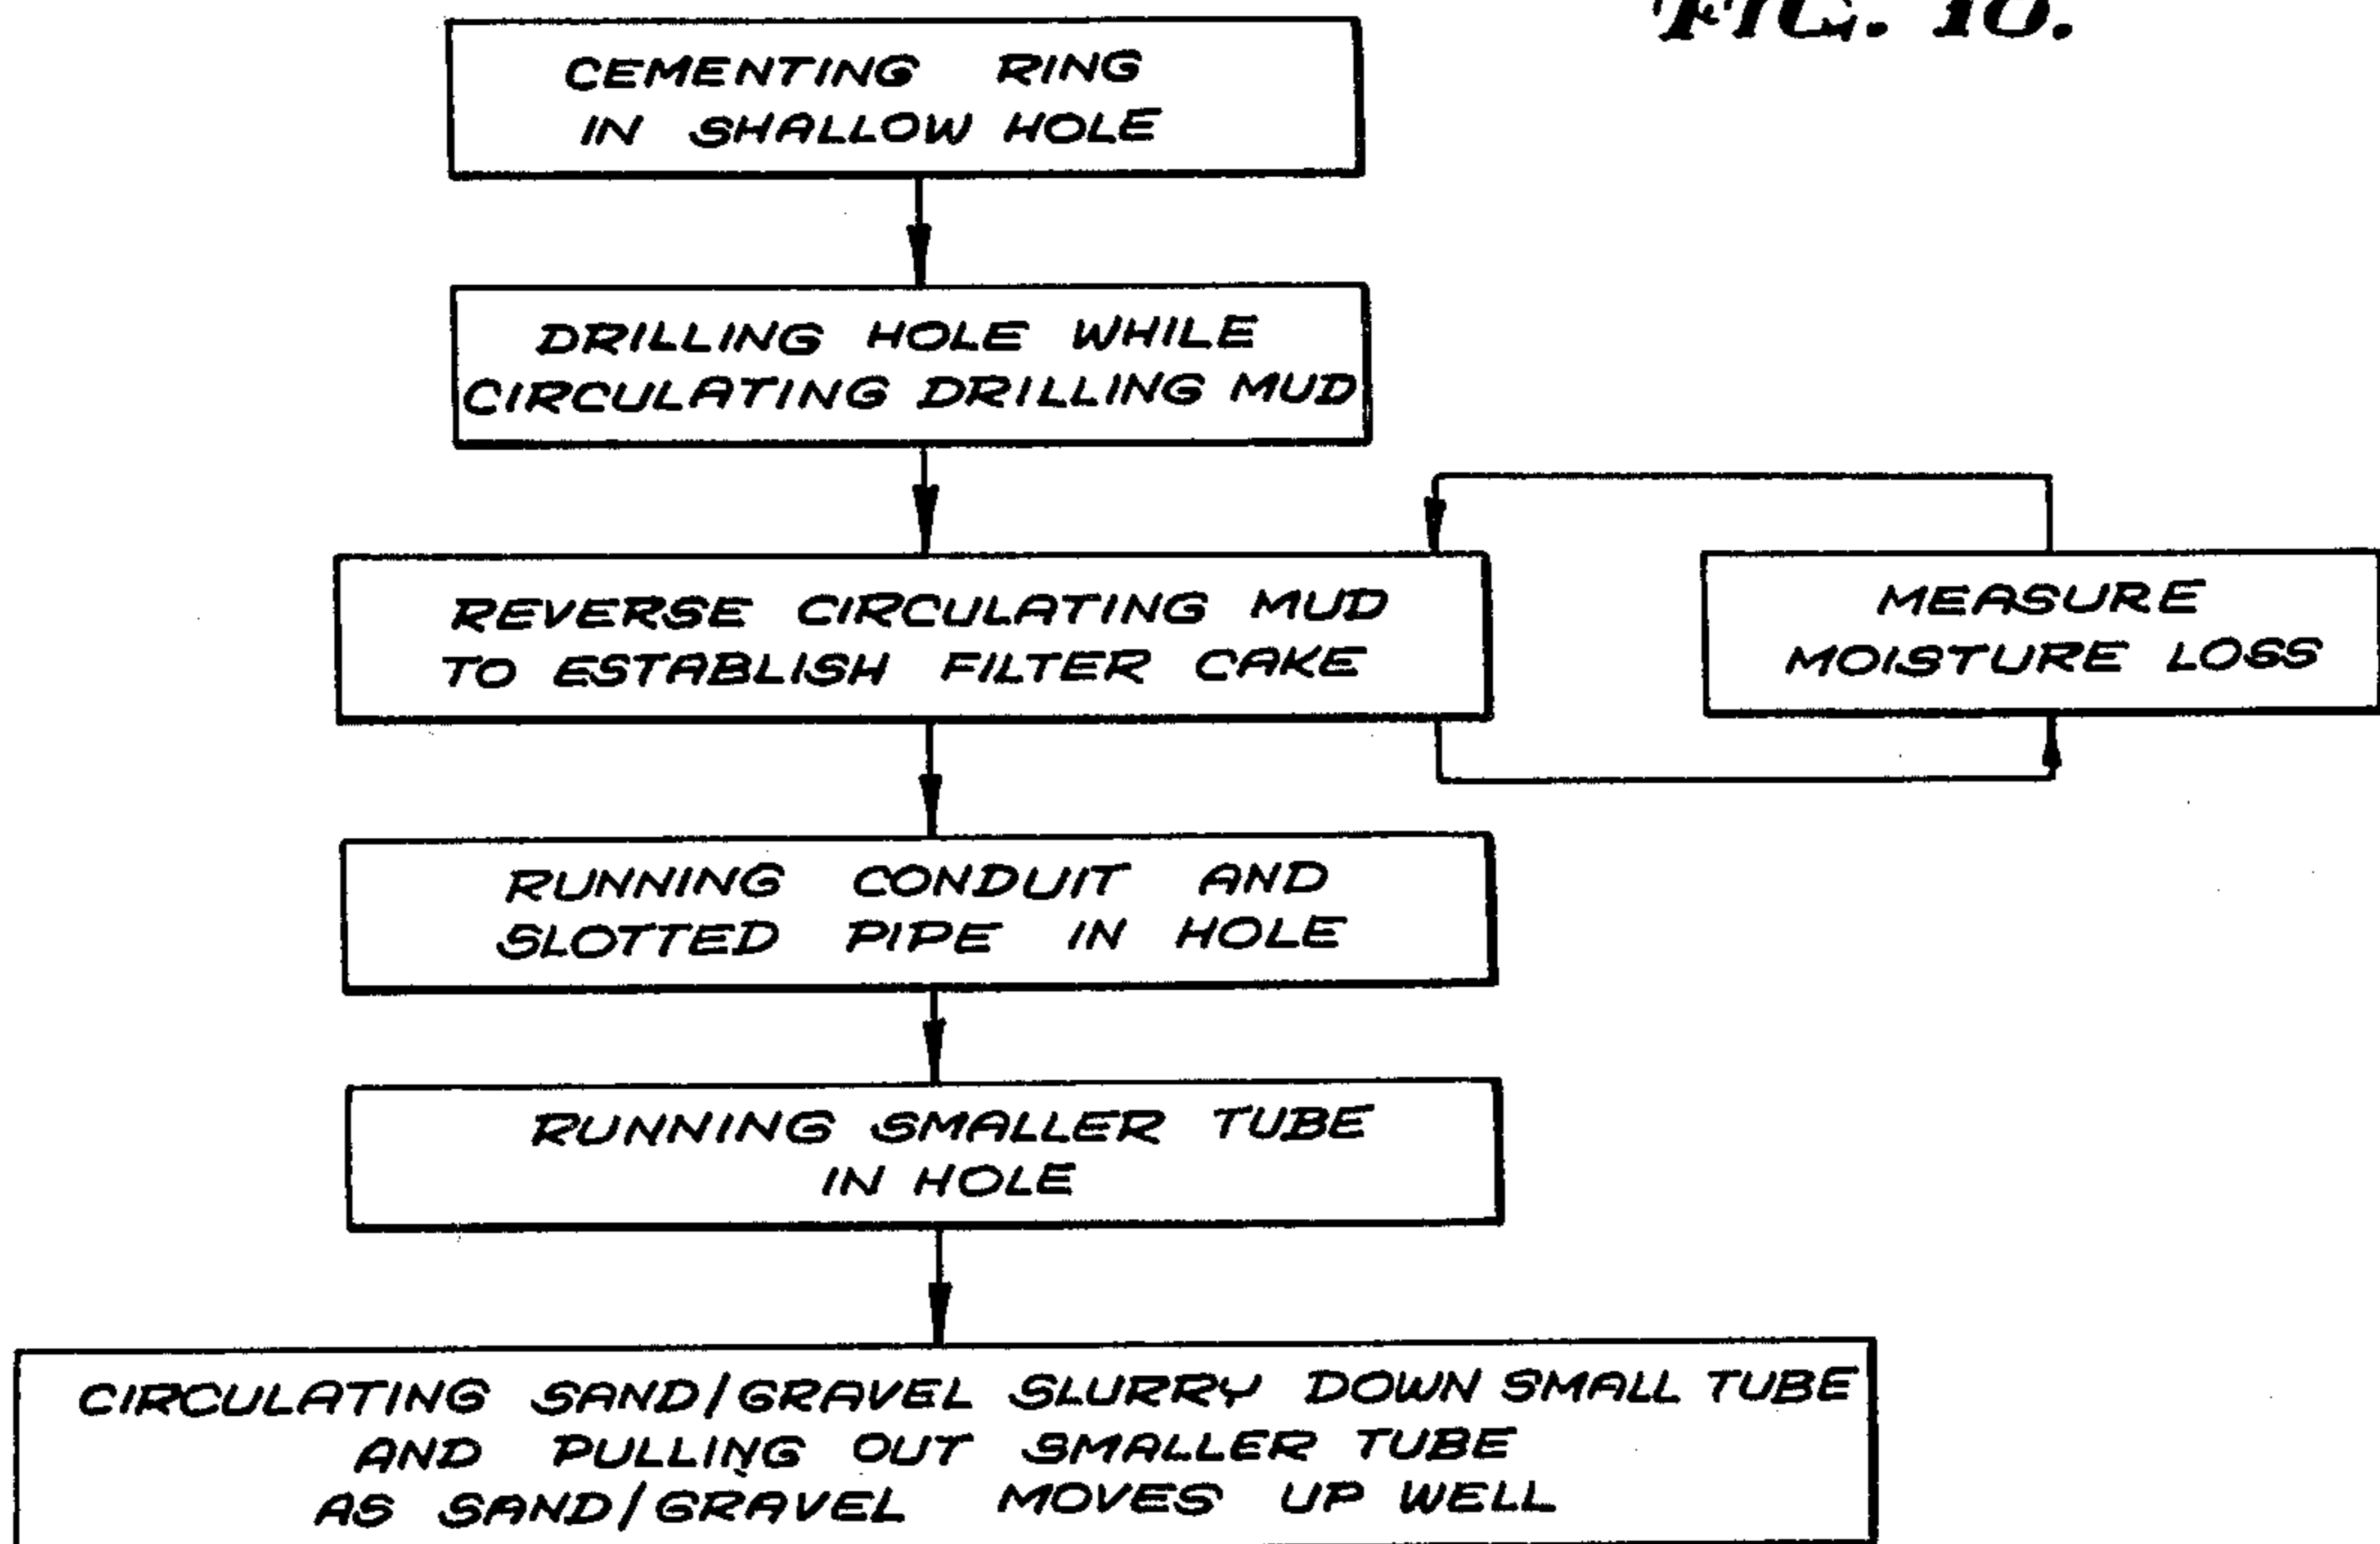 FIG. 10.
CEMENTING RING
IN SHALLOW HOLE
DRILLING HOLE WHILE
CIRCULATING DRILLING MUD
REVERSE CIRCULATING MUD
TO ESTABLISH FILTER CAKE
MEASURE
MOISTURE LOSS
RUNNING CONDUIT AND
SLOTTED PIPE IN HOLE
RUNNING SMALLER TUBE
IN HOLE
CIRCULATING SAND/GRAVEL SLURRY DOWN SMALL TUBE
AND PULLING OUT SMALLER TUBE
AS SAND/GRAVEL MOVES UP WELL